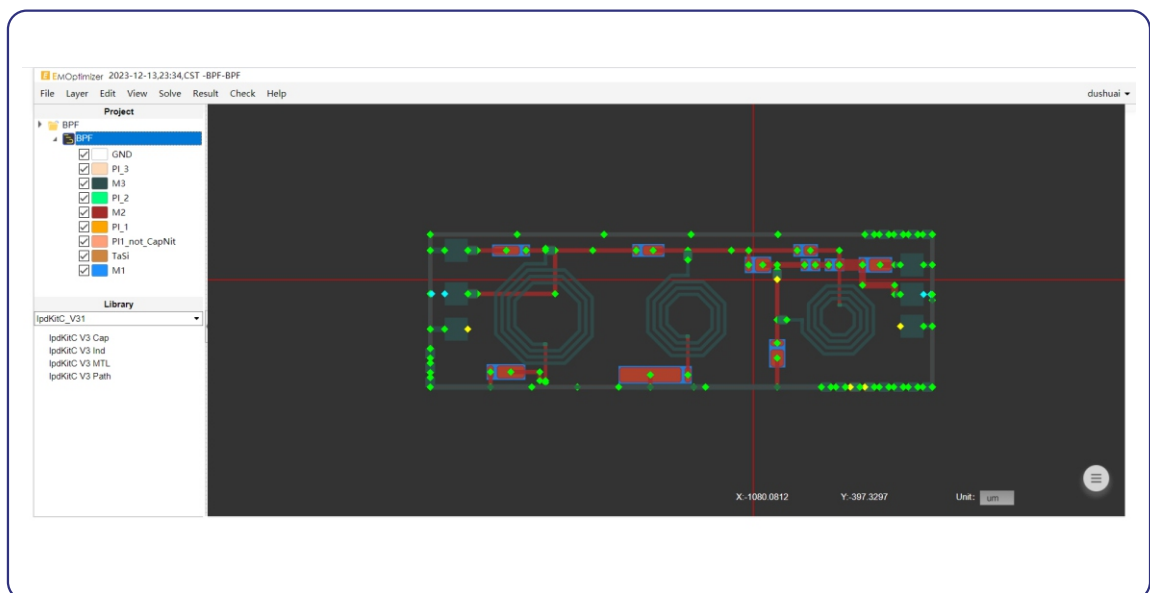 EMOptimizer 2023-12-13,23:34,CST -BPF-BPF
File Layer Edit View Solve Result Check Help dushuai
Project
BPF
BPF
GND
PI_3
M3
PI_2
M2
PI_1
PI1_not_CapNit
TaSi
M1
Library
IpdKitC_V31
IpdKitC V3 Cap
IpdKitC V3 Ind
IpdKitC V3 MTL
IpdKitC V3 Path
X:-1080.0812 Y:-397.3297 Unit: um